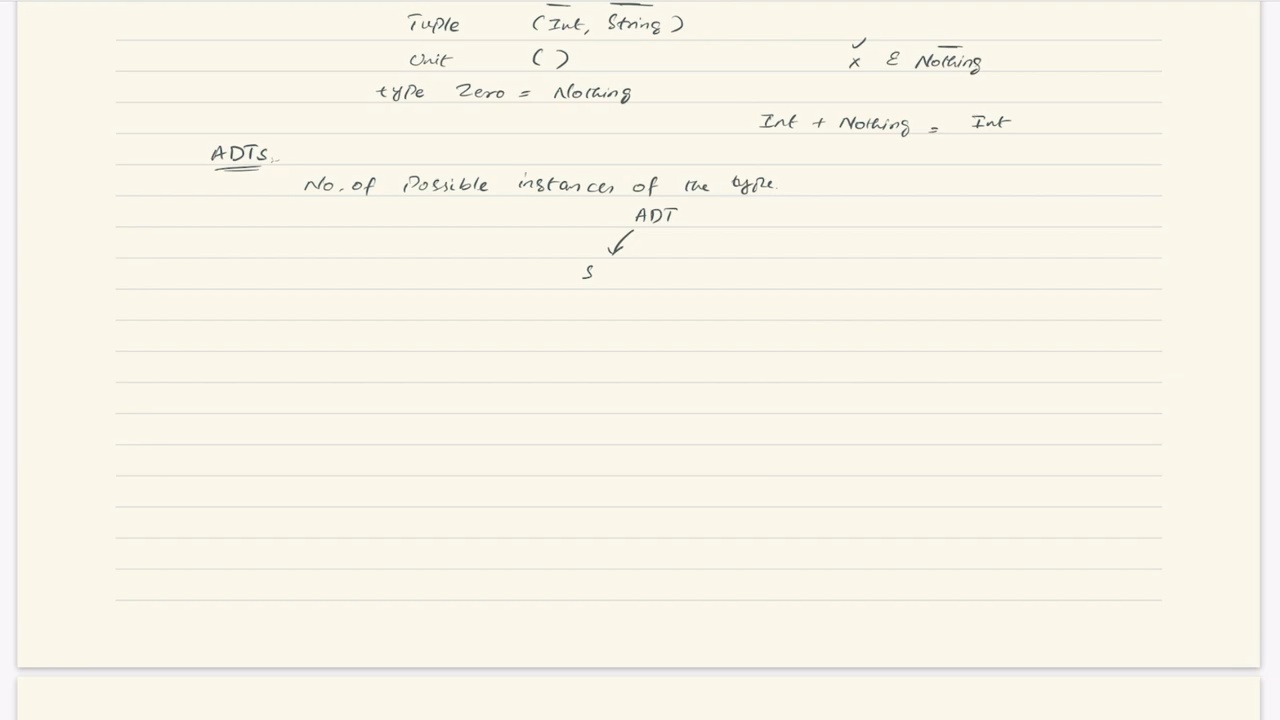 Tuple (Int, String)
Unit ()
x ε Nothing
type Zero = Nothing
Int + Nothing = Int
ADTs.
No. of Possible instances of the type.
ADT
S